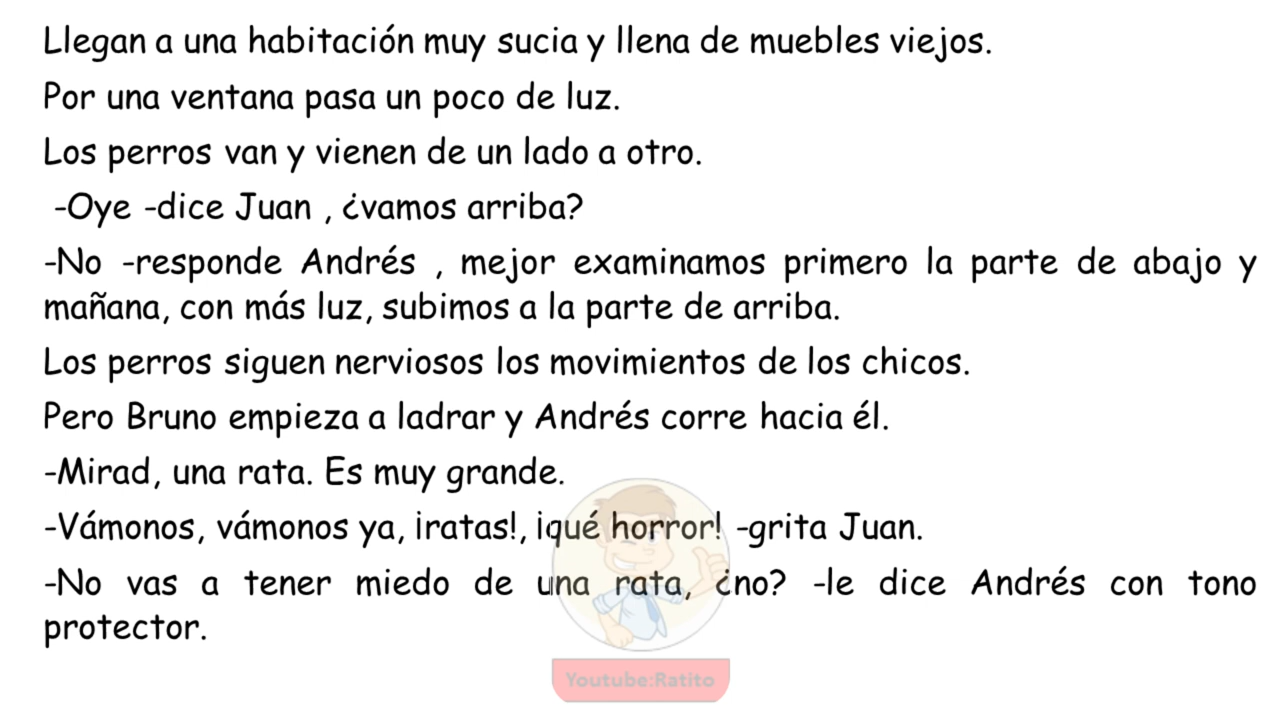 Llegan a una habitación muy sucia y llena de muebles viejos.
Por una ventana pasa un poco de luz.
Los perros van y vienen de un lado a otro.
-Oye -dice Juan , ¿vamos arriba?
-No -responde Andrés , mejor examinamos primero la parte de abajo y
mañana, con más luz, subimos a la parte de arriba.
Los perros siguen nerviosos los movimientos de los chicos.
Pero Bruno empieza a ladrar y Andrés corre hacia él.
-Mirad, una rata. Es muy grande.
-Vámonos, vámonos ya, ¡ratas!, ¡qué horror! -grita Juan.
-No vas a tener miedo de una rata, ¿no? -le dice Andrés con tono
protector.
Youtube:Ratito